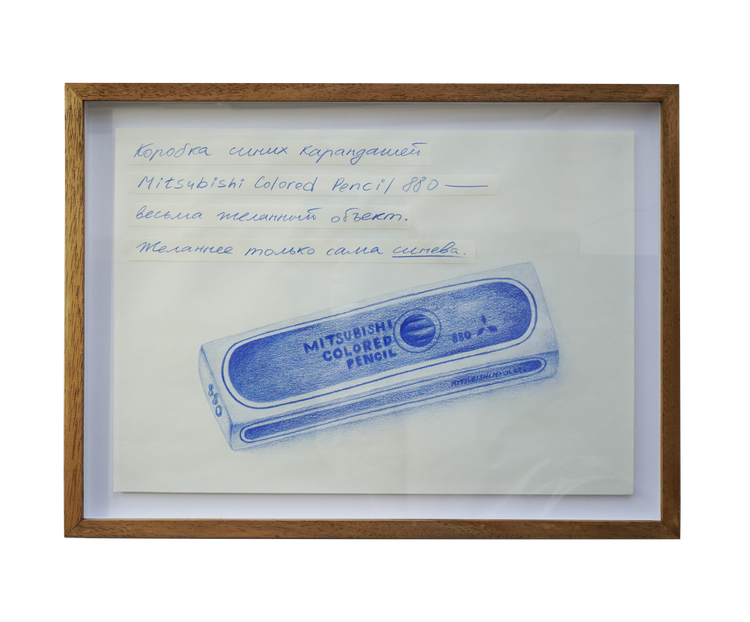 Коробка синих карандашей
Mitsubishi Colored Pencil 880 —
весьма желанный объект.
Желаннее только сама синева.
MITSUBISHI
COLORED
PENCIL
880
880